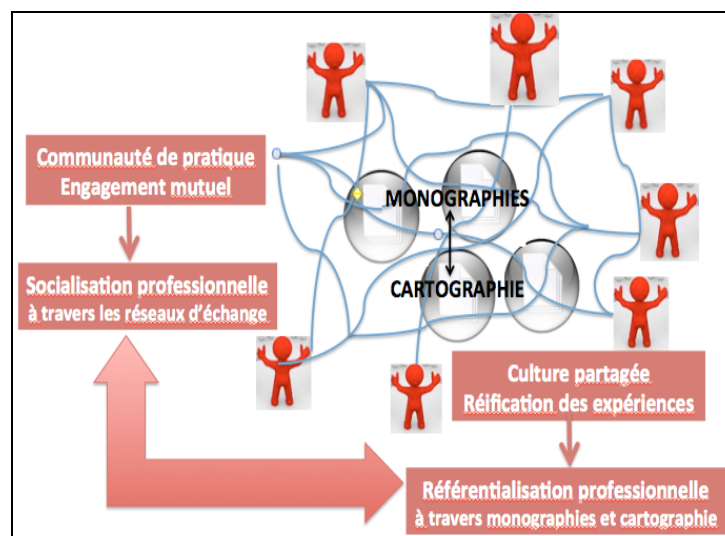 Communauté de pratique
Engagement mutuel
MONOGRAPHIES
Socialisation professionnelle
à travers les réseaux d'échange
CARTOGRAPHIE
Culture partagée
Réification des expériences
Référentialisation professionnelle
à travers monographies et cartographie